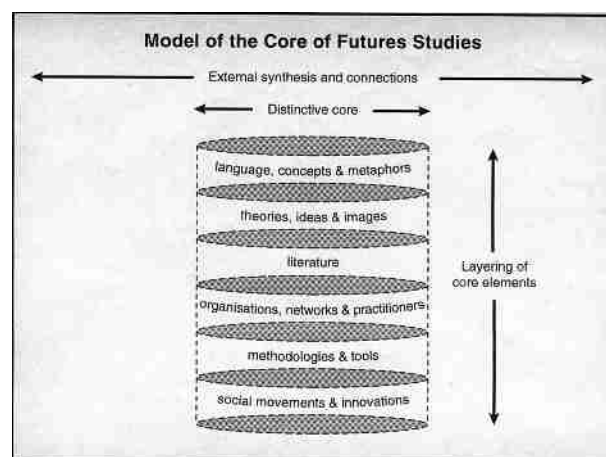 Model of the Core of Futures Studies
External synthesis and connections
Distinctive core
language, concepts & metaphors
theories, ideas & images
literature
organisations, networks & practitioners
methodologies & tools
social movements & innovations
Layering of
core elements